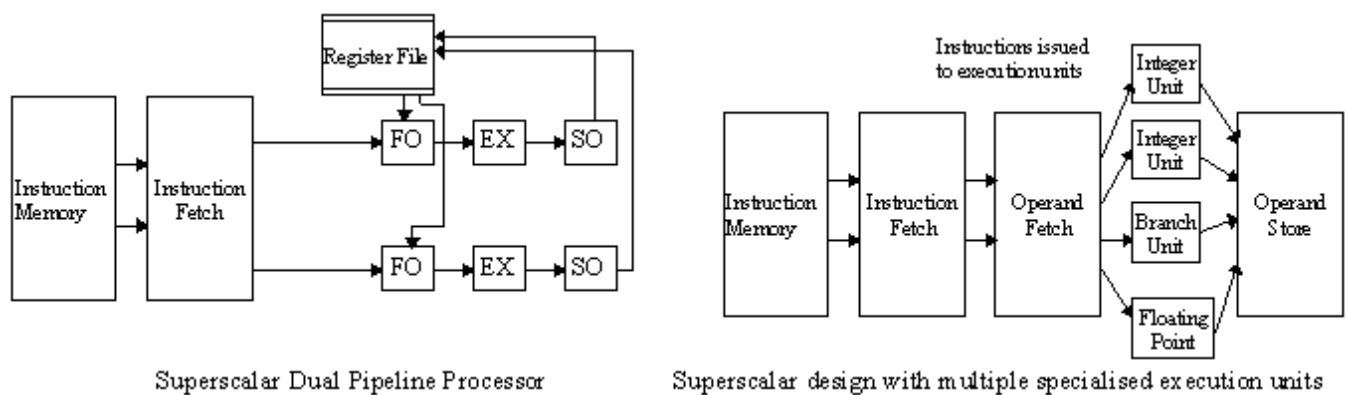 Register File
FO
EX
SO
Instruction
Memory
Instruction
Fetch
FO
EX
SO
Superscalar Dual Pipeline Processor
Instructions issued
to execution units
Integer
Unit
Integer
Unit
Instruction
Memory
Instruction
Fetch
Operand
Fetch
Branch
Unit
Operand
Store
Floating
Point
Superscalar design with multiple specialised execution units